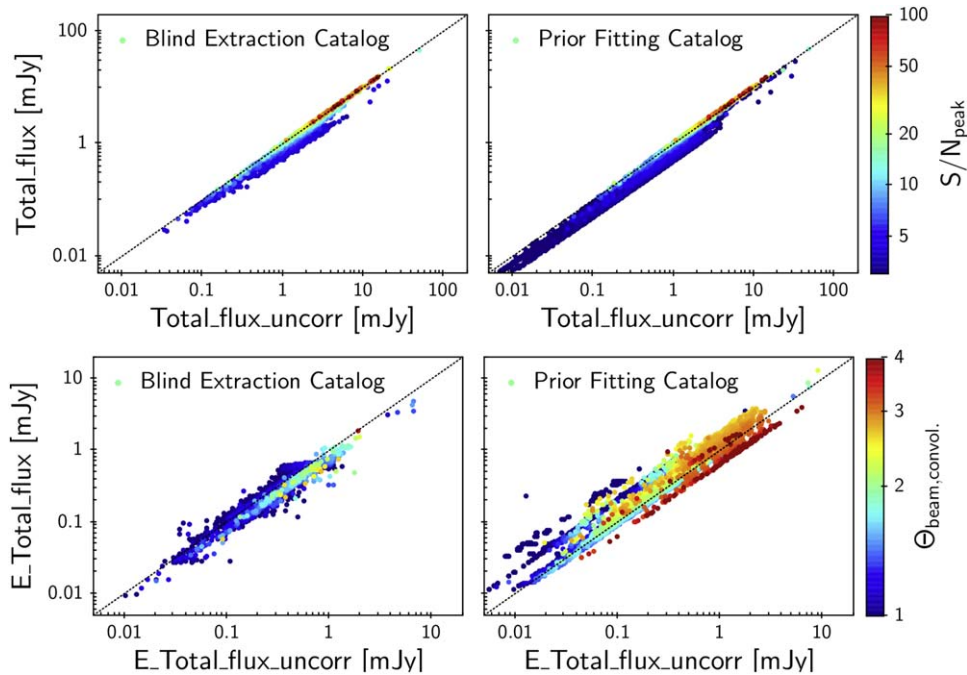 Blind Extraction Catalog
Prior Fitting Catalog
Total_flux [mJy]
100
1
0.01
0.01 0.1 1 10 100
0.01 0.1 1 10 100
Total_flux_uncorr [mJy]
Total_flux_uncorr [mJy]
100
50
20
10
5
S/N_peak
Blind Extraction Catalog
Prior Fitting Catalog
E_Total_flux [mJy]
10
1
0.1
0.01
0.01 0.1 1 10
0.01 0.1 1 10
E_Total_flux_uncorr [mJy]
E_Total_flux_uncorr [mJy]
4
3
2
1
Θ_beam,convol.